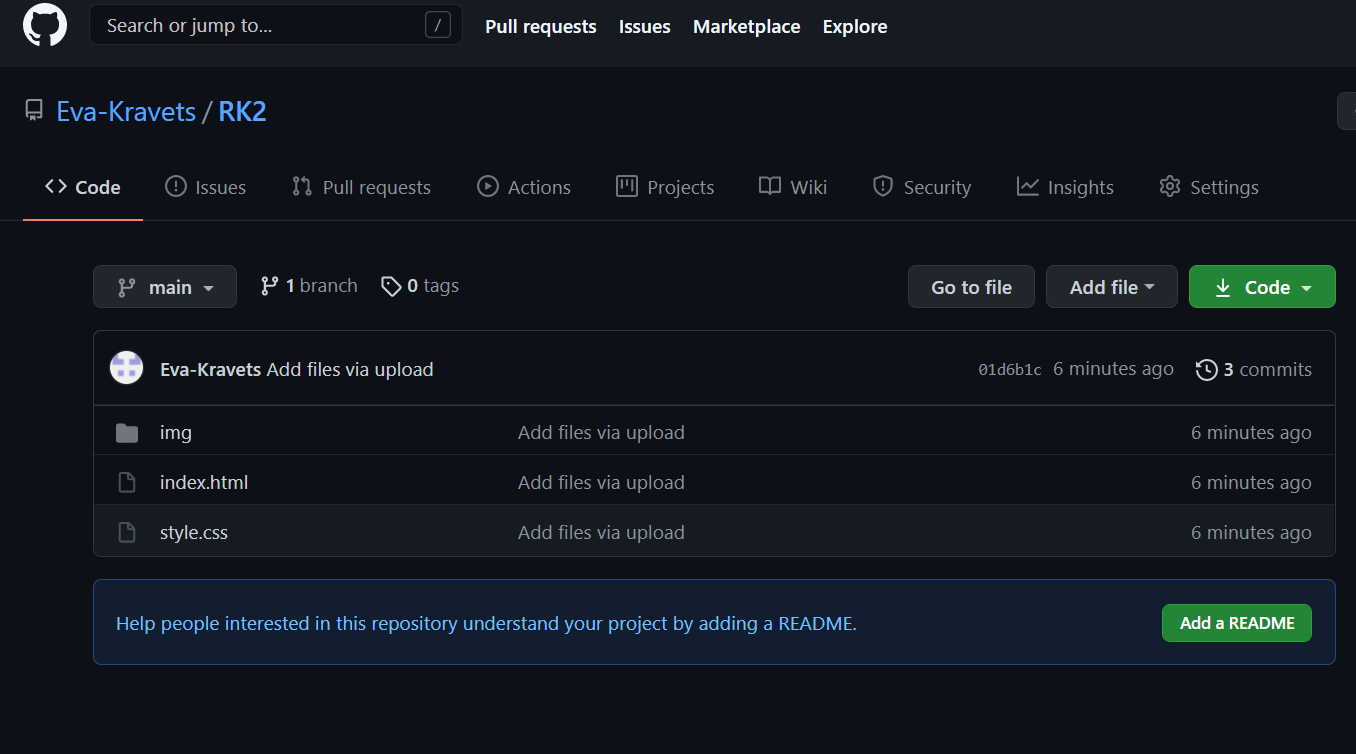 Search or jump to... /
Pull requests Issues Marketplace Explore
Eva-Kravets / RK2
Code Issues Pull requests Actions Projects Wiki Security Insights Settings
main 1 branch 0 tags Go to file Add file Code
Eva-Kravets Add files via upload 01d6b1c 6 minutes ago 3 commits
img Add files via upload 6 minutes ago
index.html Add files via upload 6 minutes ago
style.css Add files via upload 6 minutes ago
Help people interested in this repository understand your project by adding a README. Add a README